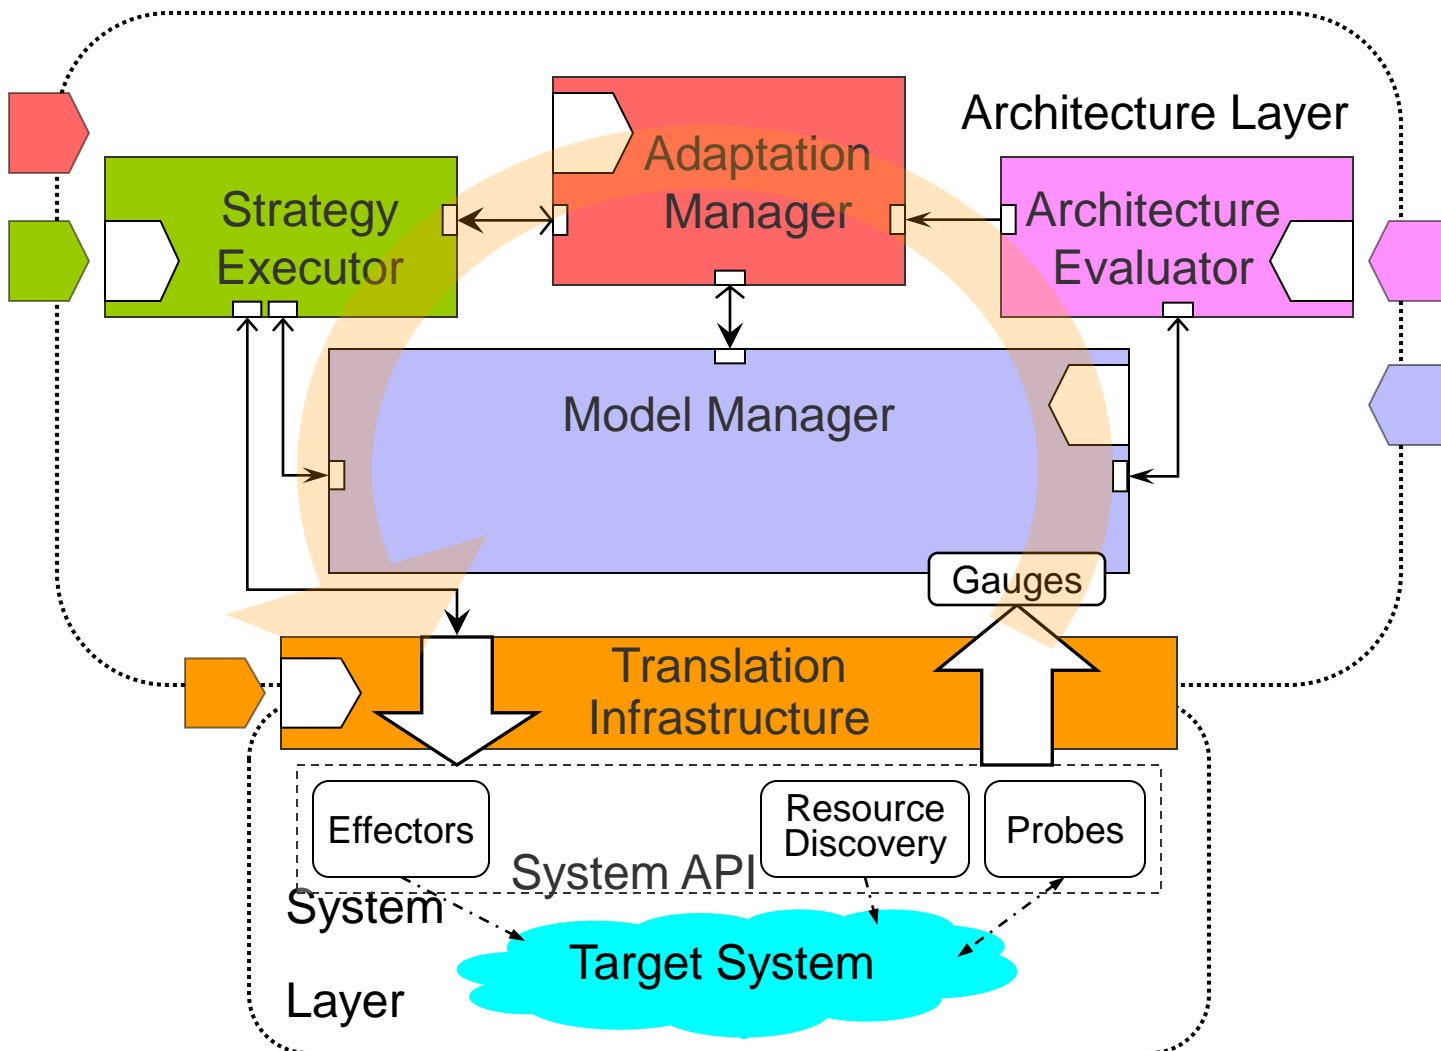 Architecture Layer
Adaptation
Manager
Strategy
Executor
Architecture
Evaluator
Model Manager
Gauges
Translation
Infrastructure
Effectors
Resource
Discovery
Probes
System API
System
Layer
Target System